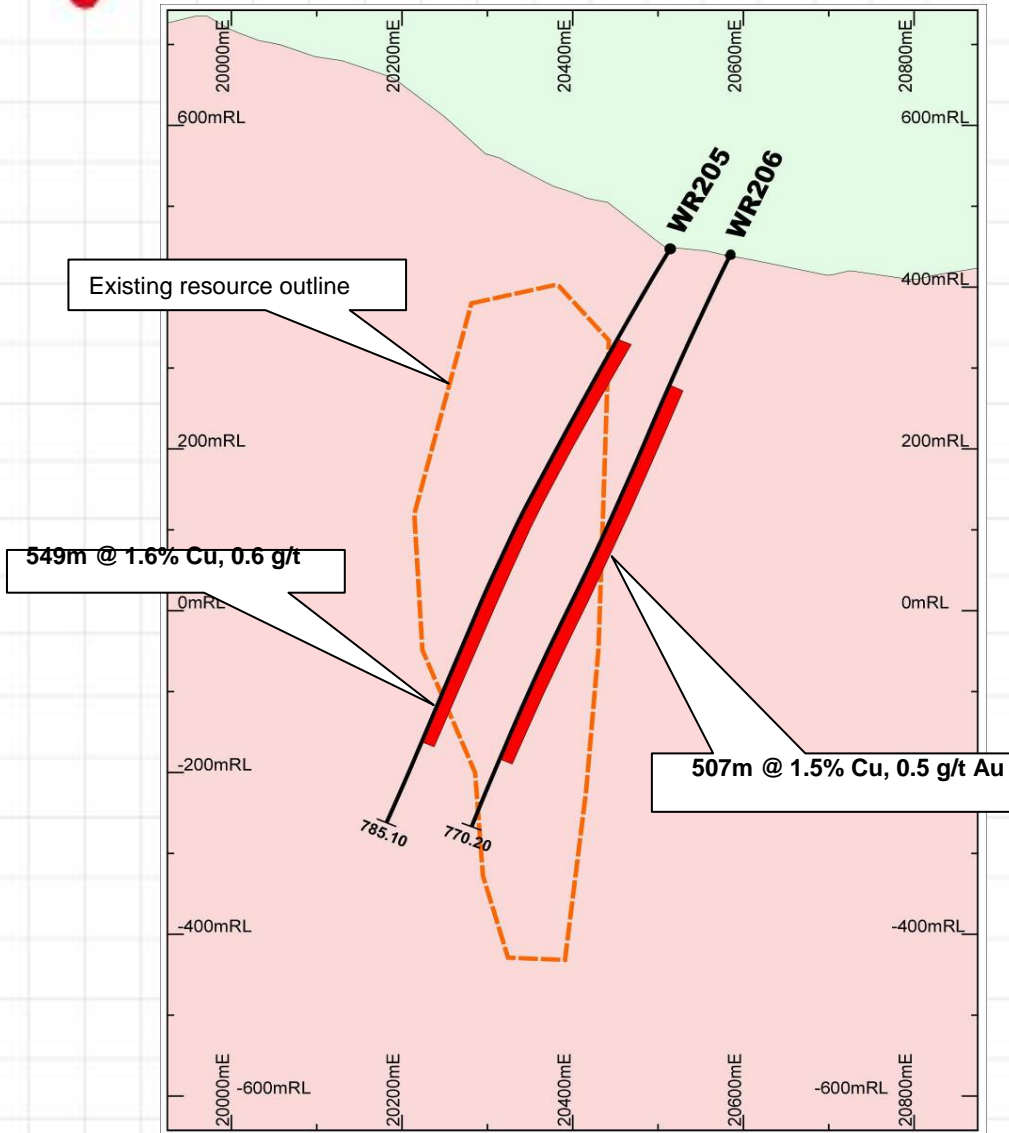 20000mE
20200mE
20400mE
20600mE
20800mE
600mRL
600mRL
WR205
WR206
Existing resource outline
400mRL
200mRL
200mRL
549m @ 1.6% Cu, 0.6 g/t
0mRL
0mRL
-200mRL
507m @ 1.5% Cu, 0.5 g/t Au
785.10
770.20
-400mRL
-400mRL
-600mRL
-600mRL
20000mE
20200mE
20400mE
20600mE
20800mE